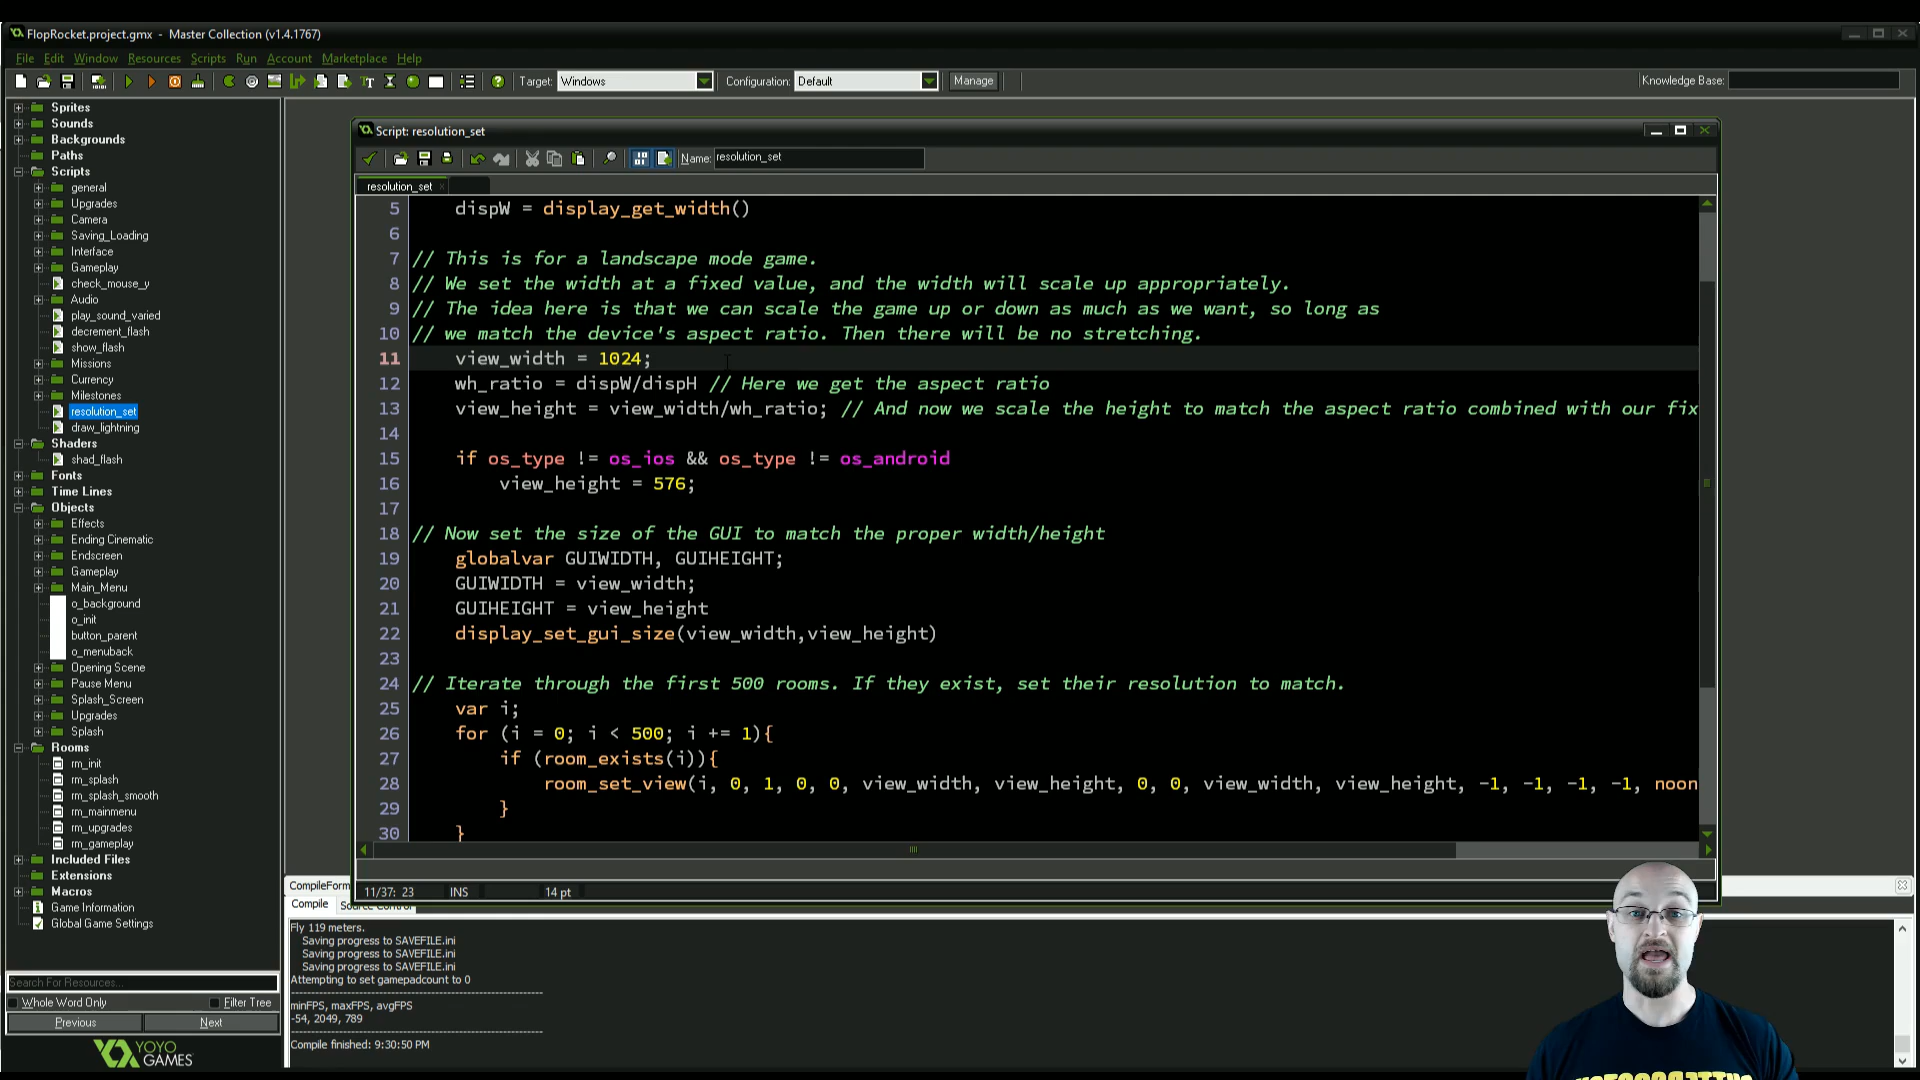 FlopRocket.project.gmx - Master Collection (v1.4.1767)
File Edit Window Resources Scripts Run Account Marketplace Help
Target: Windows Configuration: Default Manage Knowledge Base:
Sprites
Sounds
Backgrounds
Paths
Scripts
general
Upgrades
Camera
Saving_Loading
Interface
Gameplay
check_mouse_y
Audio
play_sound_varied
decrement_flash
show_flash
Missions
Currency
Milestones
resolution_set
draw_lightning
Shaders
shad_flash
Fonts
Time Lines
Objects
Effects
Ending Cinematic
Endscreen
Gameplay
Main_Menu
o_background
o_init
button_parent
o_menuback
Opening Scene
Pause Menu
Splash_Screen
Upgrades
Splash
Rooms
rm_init
rm_splash
rm_splash_smooth
rm_mainmenu
rm_upgrades
rm_gameplay
Included Files
Extensions
Macros
Game Information
Global Game Settings
Search For Resources...
Whole Word Only Filter Tree
Previous Next
YOYO
GAMES
Script: resolution_set
Name: resolution_set
resolution_set
5 dispW = display_get_width()
6
7 // This is for a landscape mode game.
8 // We set the width at a fixed value, and the width will scale up appropriately.
9 // The idea here is that we can scale the game up or down as much as we want, so long as
10 // we match the device's aspect ratio. Then there will be no stretching.
11 view_width = 1024;
12 wh_ratio = dispW/dispH // Here we get the aspect ratio
13 view_height = view_width/wh_ratio; // And now we scale the height to match the aspect ratio combined with our fix
14
15 if os_type != os_ios && os_type != os_android
16 view_height = 576;
17
18 // Now set the size of the GUI to match the proper width/height
19 globalvar GUIWIDTH, GUIHEIGHT;
20 GUIWIDTH = view_width;
21 GUIHEIGHT = view_height
22 display_set_gui_size(view_width,view_height)
23
24 // Iterate through the first 500 rooms. If they exist, set their resolution to match.
25 var i;
26 for (i = 0; i < 500; i += 1){
27 if (room_exists(i)){
28 room_set_view(i, 0, 1, 0, 0, view_width, view_height, 0, 0, view_width, view_height, -1, -1, -1, -1, noon
29 }
30 }
11/37: 23 INS 14 pt
CompileForm
Compile Source Control
Fly 119 meters.
Saving progress to SAVEFILE.ini
Saving progress to SAVEFILE.ini
Saving progress to SAVEFILE.ini
Attempting to set gamepadcount to 0
minFPS, maxFPS, avgFPS
-54, 2049, 789
Compile finished: 9:30:50 PM